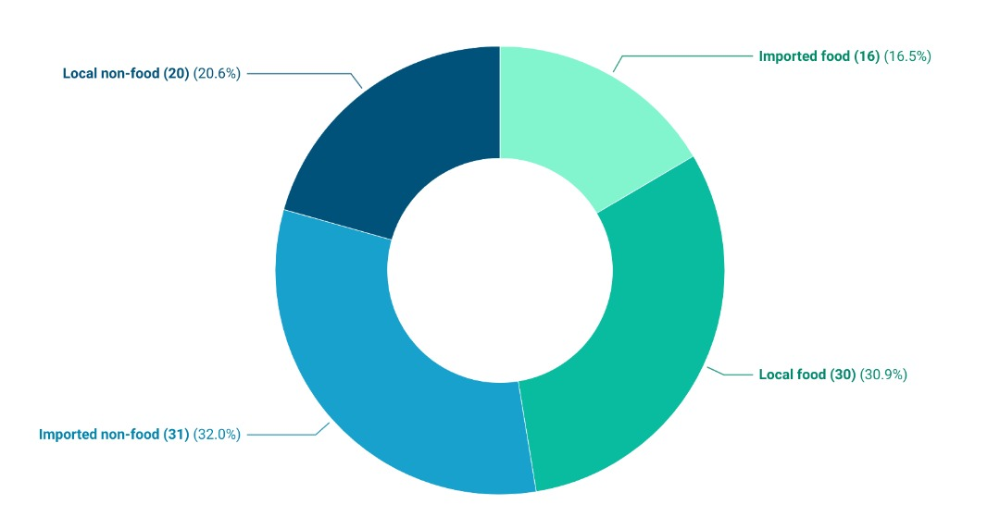 Local non-food (20) (20.6%)
Imported food (16) (16.5%)
Local food (30) (30.9%)
Imported non-food (31) (32.0%)